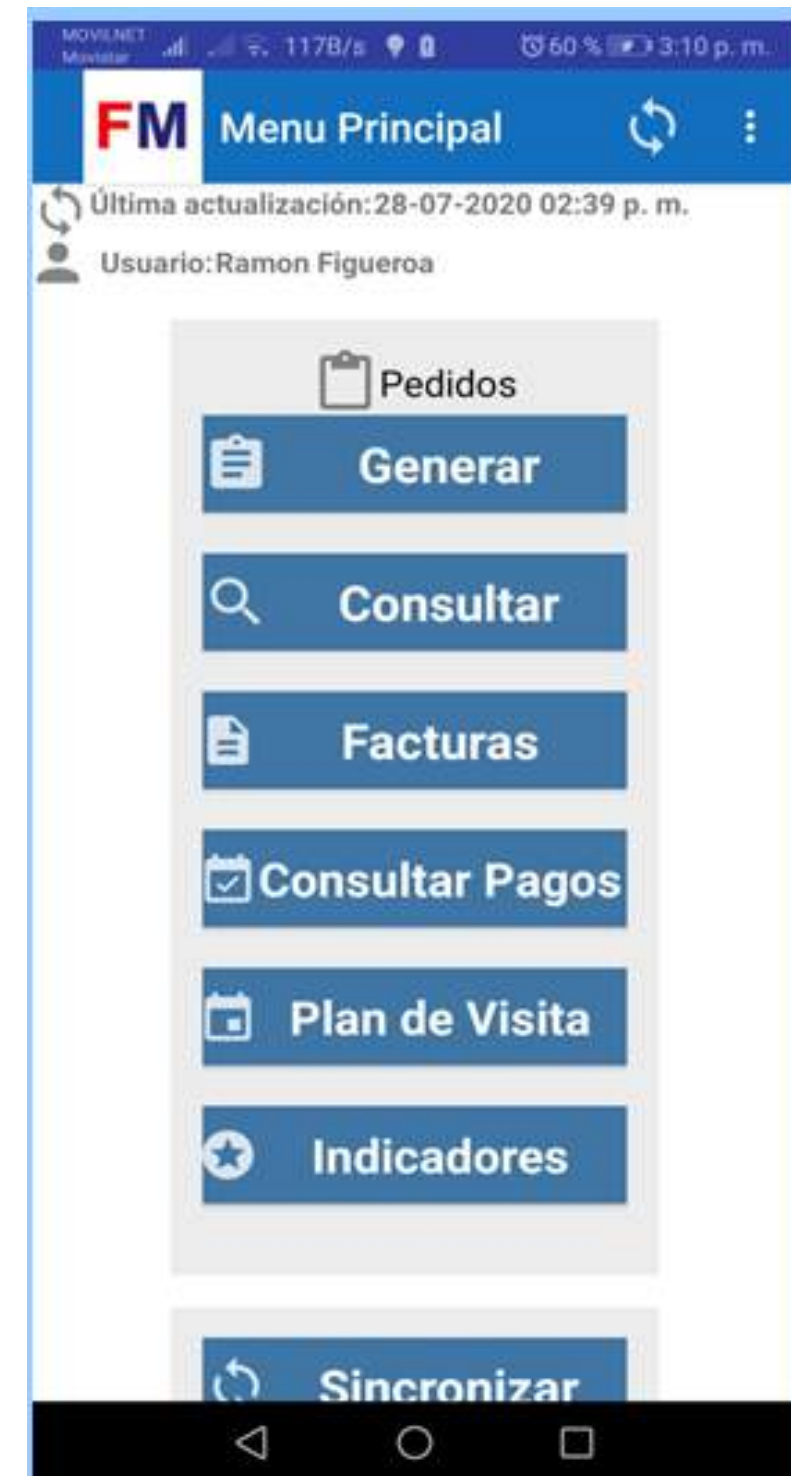 MOVILNET
Movistar
117B/s 60 % 3:10 p. m.
FM Menu Principal
Última actualización:28-07-2020 02:39 p. m.
Usuario:Ramon Figueroa
Pedidos
Generar
Consultar
Facturas
Consultar Pagos
Plan de Visita
Indicadores
Sincronizar